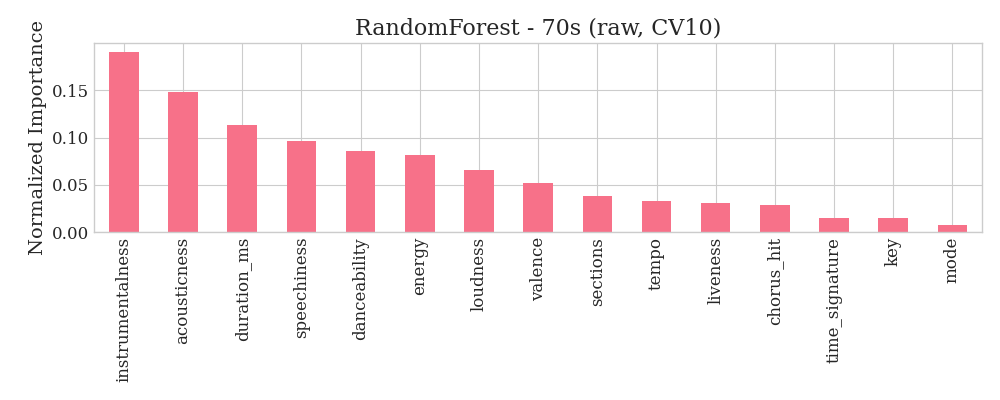 RandomForest - 70s (raw, CV10)
Normalized Importance
0.15
0.10
0.05
0.00
instrumentalness
acousticness
duration_ms
speechiness
danceability
energy
loudness
valence
sections
tempo
liveness
chorus_hit
time_signature
key
mode